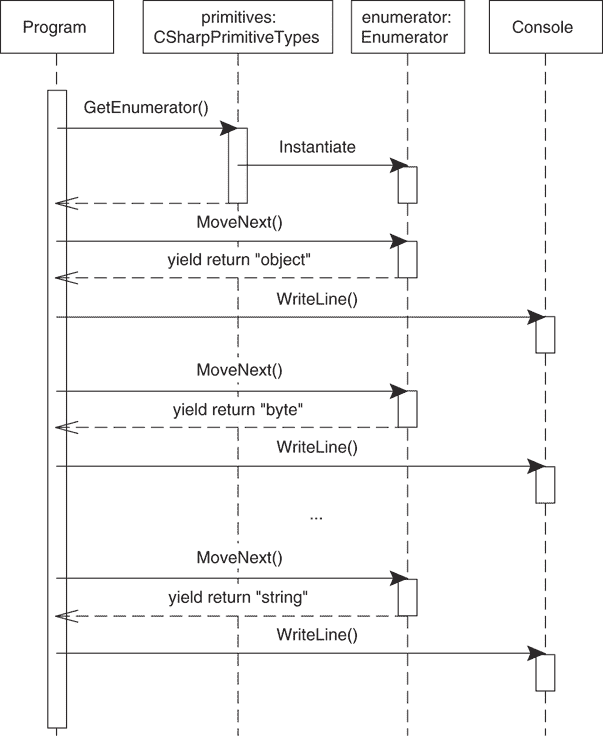 Program
primitives:
CSharpPrimitiveTypes
enumerator:
Enumerator
Console
GetEnumerator()
Instantiate
MoveNext()
yield return "object"
WriteLine()
MoveNext()
yield return "byte"
WriteLine()
...
MoveNext()
yield return "string"
WriteLine()